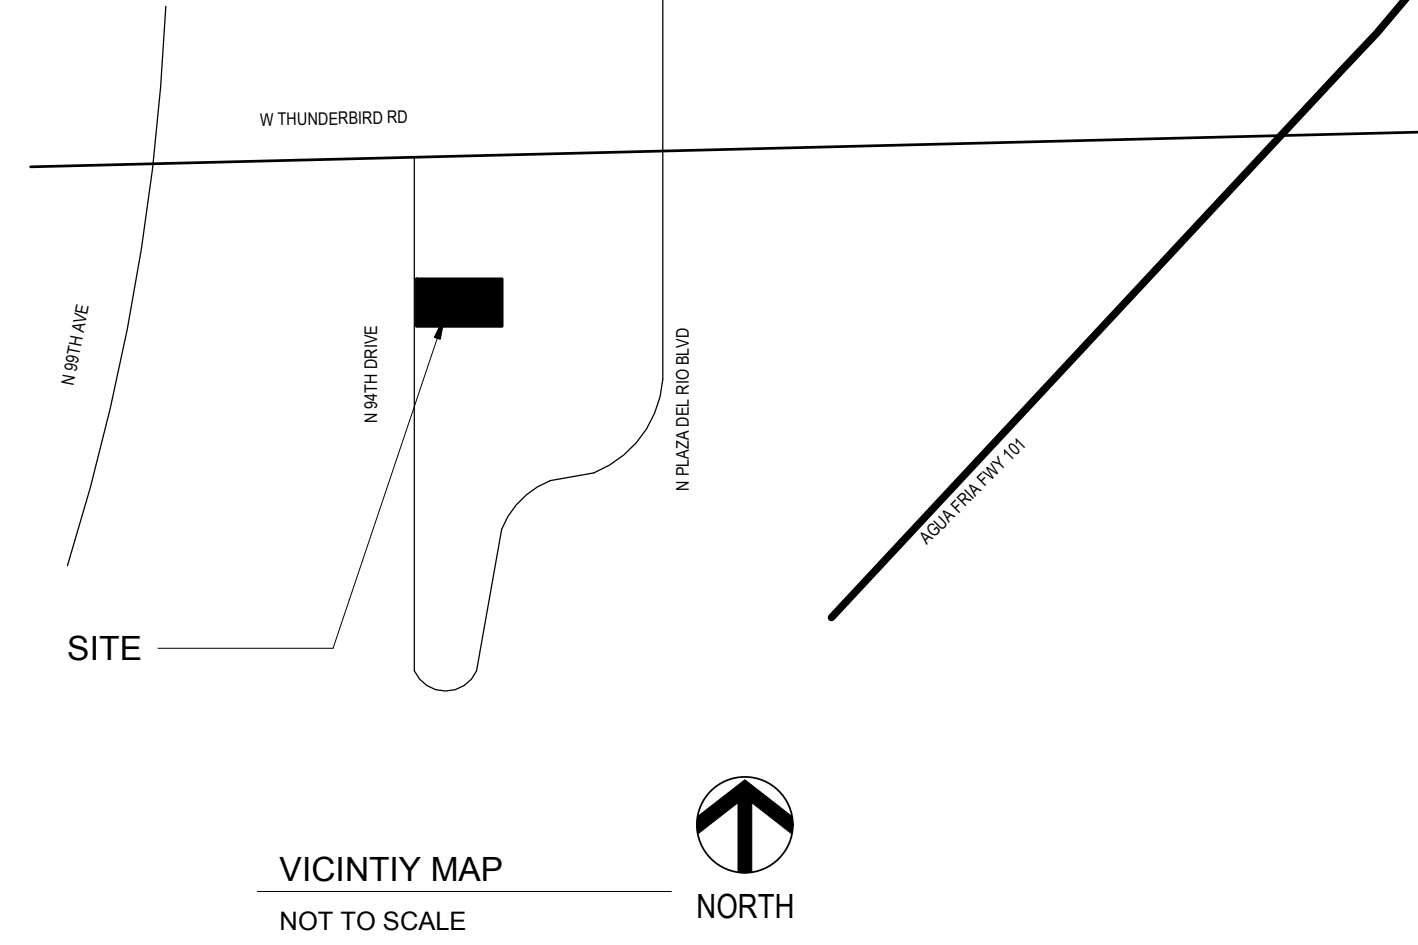 W THUNDERBIRD RD
N 99TH AVE
N 94TH DRIVE
N PLAZA DEL RIO BLVD
AGUA FRIA FWY 101
SITE
VICINTIY MAP
NOT TO SCALE
NORTH